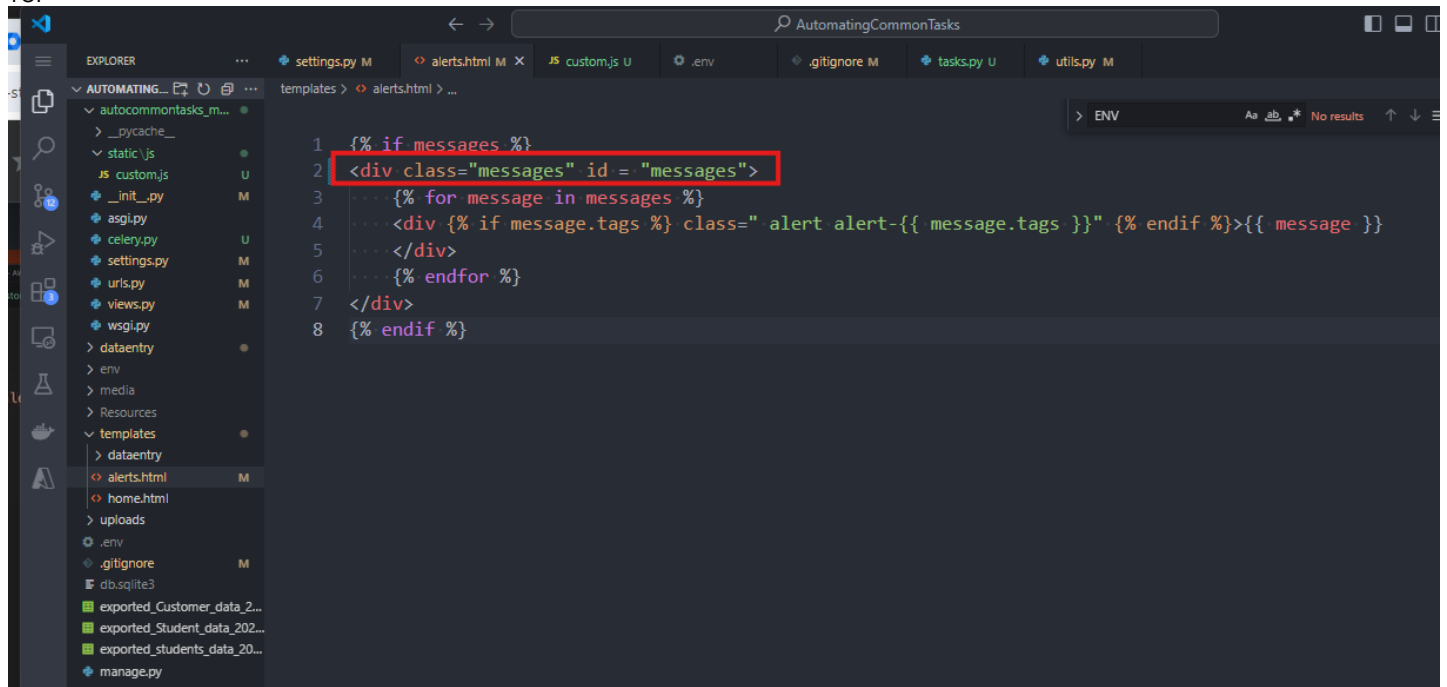 AutomatingCommonTasks
EXPLORER
settings.py M
alerts.html M
JS custom.js U
.env
.gitignore M
tasks.py U
utils.py M
AUTOMATING...
templates > alerts.html > ...
autocommontasks_m...
> ENV
Aa ab .* No results
__pycache__
static\js
JS custom.js U
__init__.py M
asgi.py
celery.py U
settings.py M
urls.py M
views.py M
wsgi.py
dataentry
env
media
Resources
templates
dataentry
alerts.html M
home.html
uploads
.env
.gitignore M
db.sqlite3
exported_Customer_data_2...
exported_Student_data_202...
exported_students_data_20...
manage.py
12
3
1 {% if messages %}
2 <div class="messages" id = "messages">
3 ····{% for message in messages %}
4 ····<div {% if message.tags %} class=" alert alert-{{ message.tags }}" {% endif %}>{{ message }}
5 ····</div>
6 ····{% endfor %}
7 </div>
8 {% endif %}